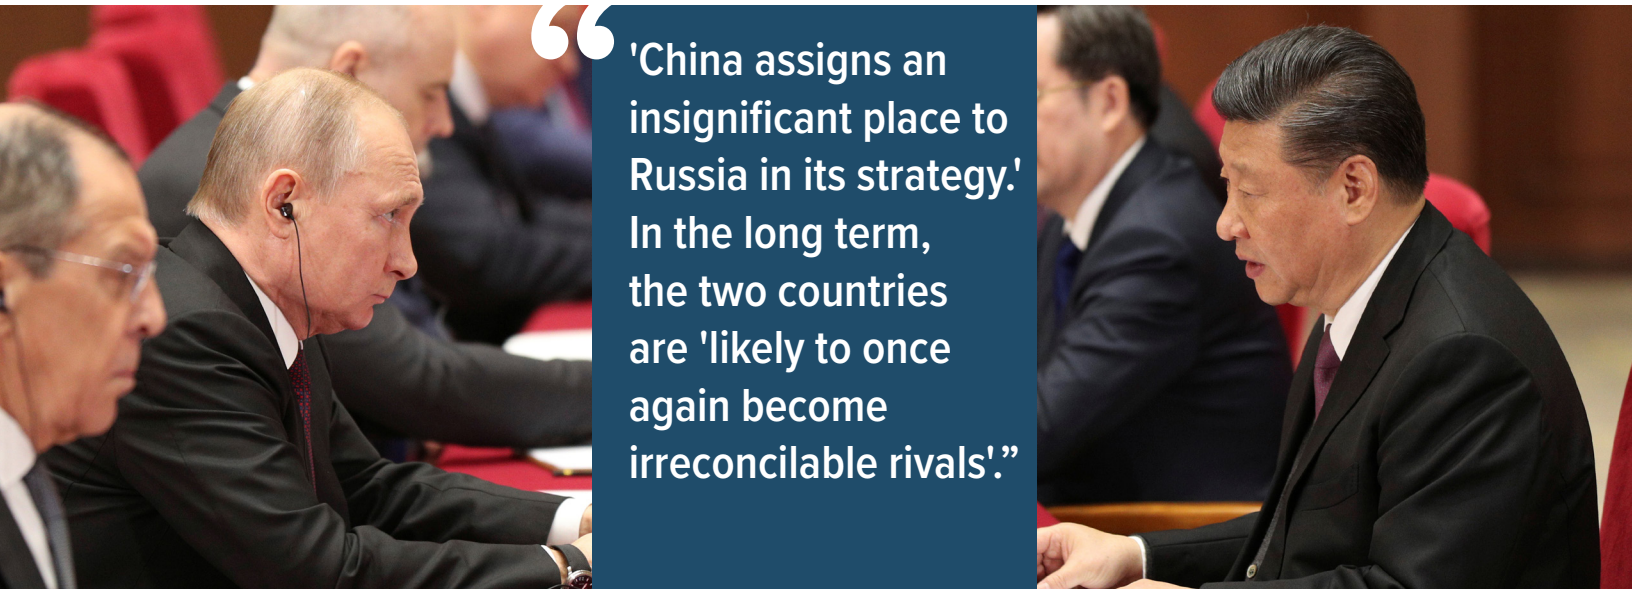 “
'China assigns an
insignificant place to
Russia in its strategy.'
In the long term,
the two countries
are 'likely to once
again become
irreconcilable rivals'.”